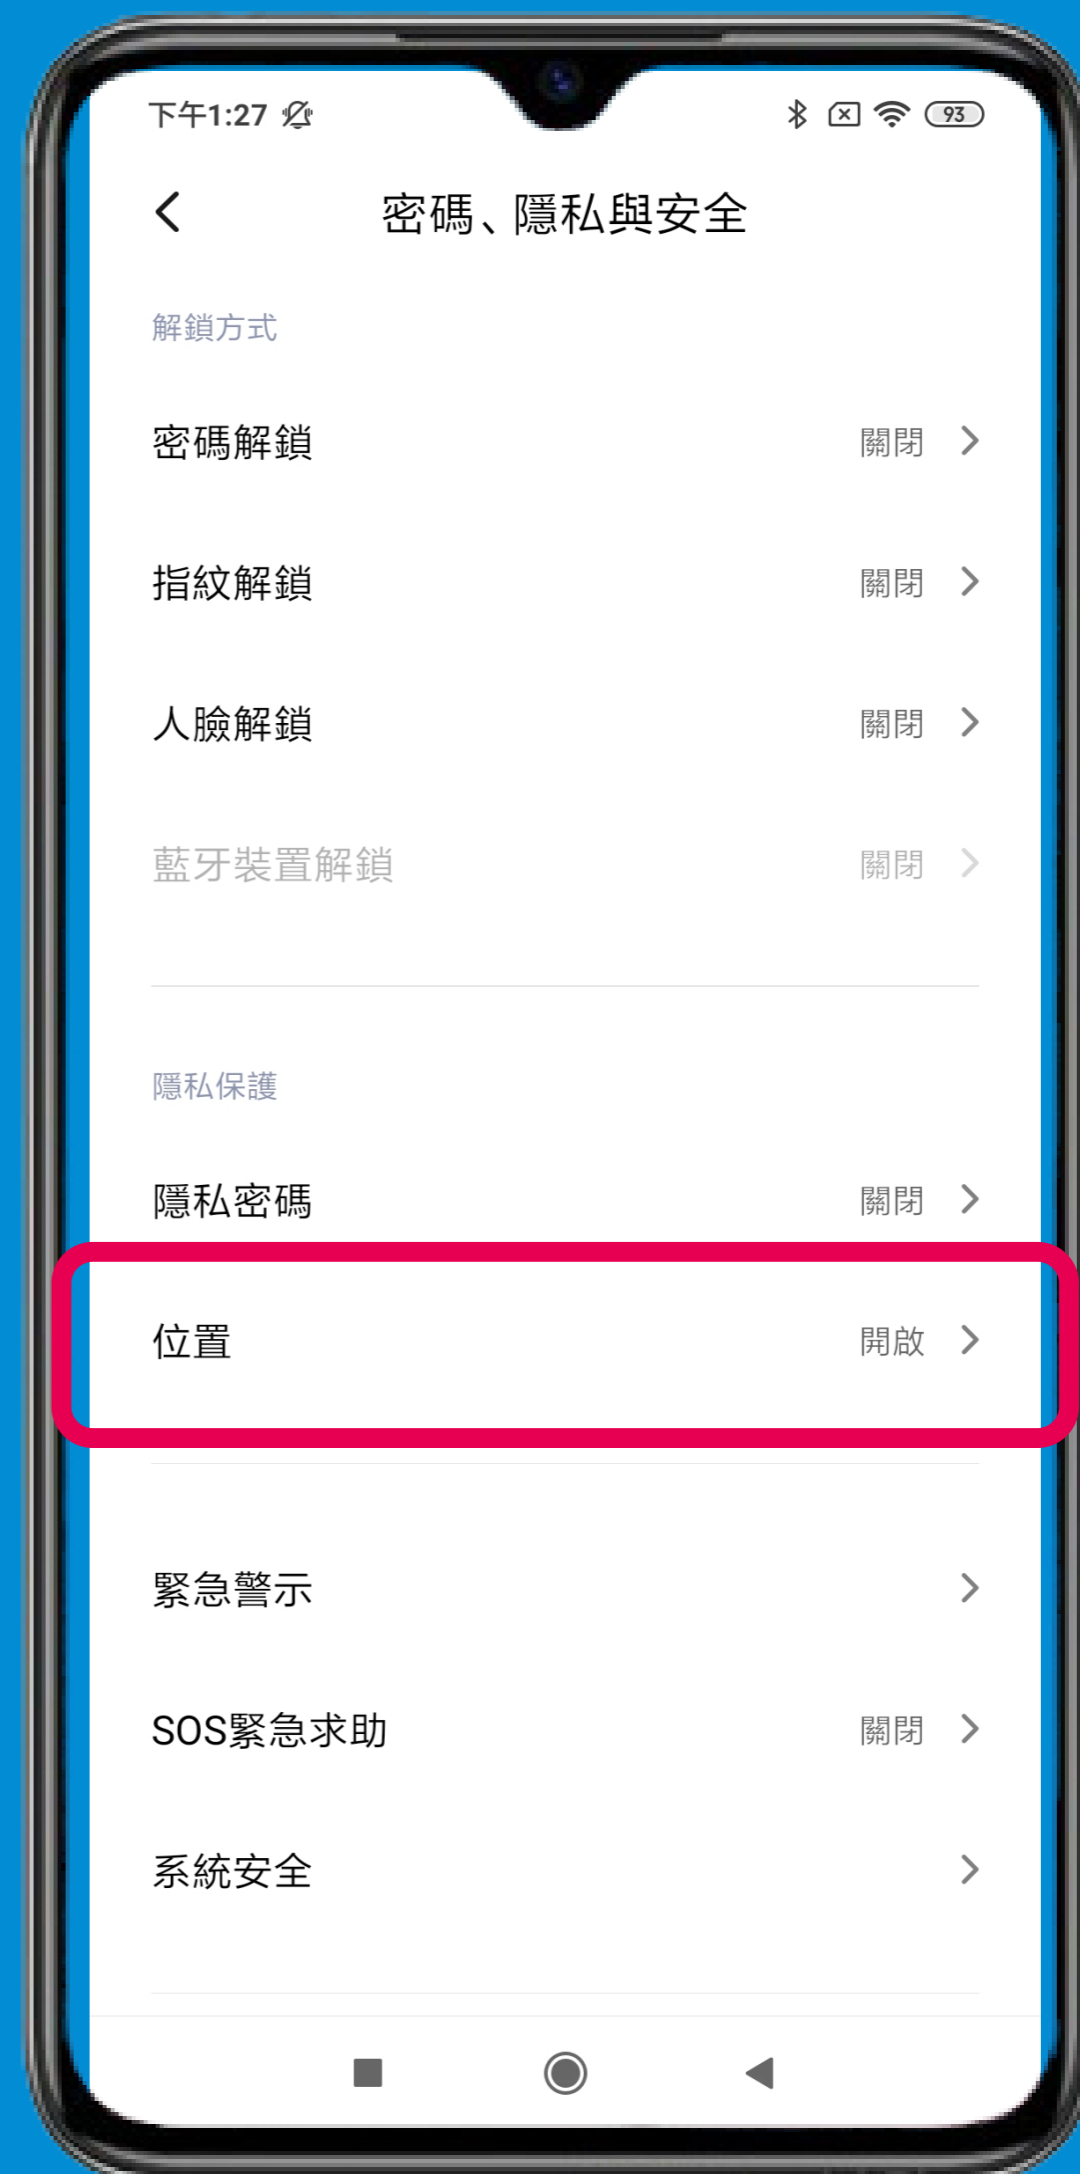 下午1:27 93
密碼、隱私與安全
解鎖方式
密碼解鎖 關閉
指紋解鎖 關閉
人臉解鎖 關閉
藍牙裝置解鎖 關閉
隱私保護
隱私密碼 關閉
位置 開啟
緊急警示
SOS緊急求助 關閉
系統安全